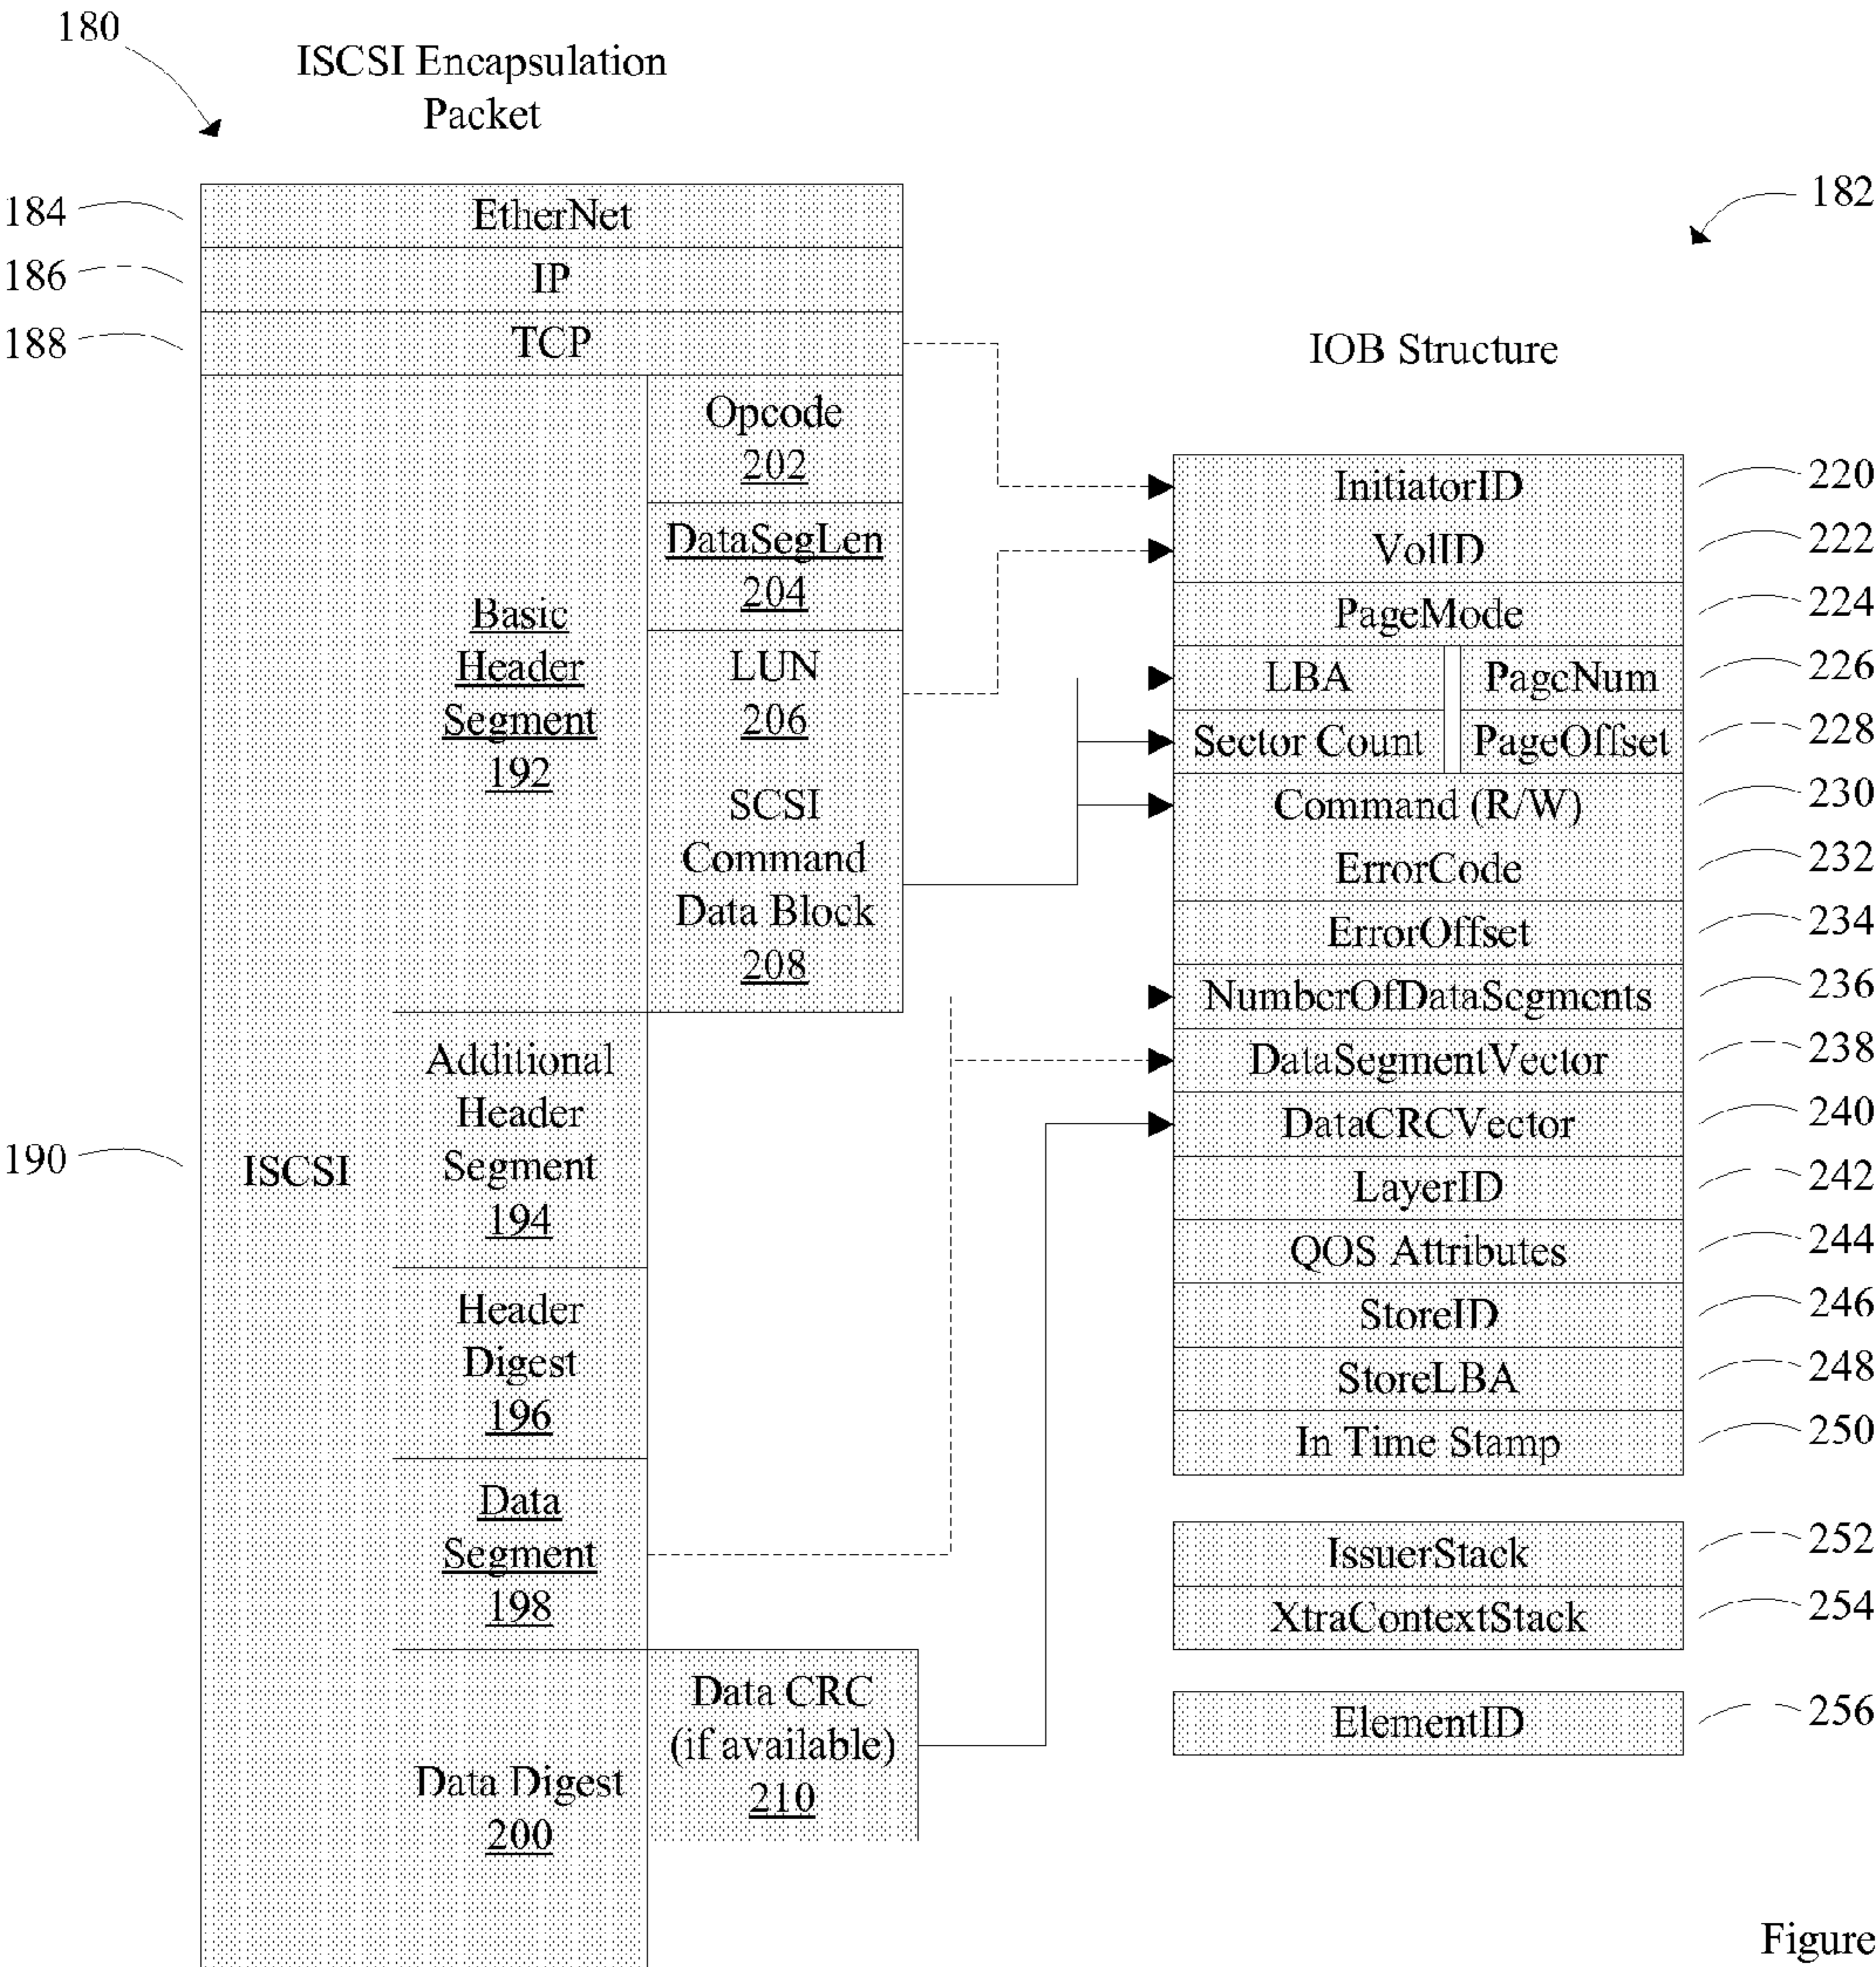 180
ISCSI Encapsulation
Packet
184
EtherNet
186
IP
188
TCP
190
ISCSI
Basic
Header
Segment
192
Opcode
202
DataSegLen
204
LUN
206
SCSI
Command
Data Block
208
Additional
Header
Segment
194
Header
Digest
196
Data
Segment
198
Data Digest
200
Data CRC
(if available)
210
182
IOB Structure
InitiatorID
220
VolID
222
PageMode
224
LBA
PageNum
226
Sector Count
PageOffset
228
Command (R/W)
230
ErrorCode
232
ErrorOffset
234
NumberOfDataSegments
236
DataSegmentVector
238
DataCRCVector
240
LayerID
242
QOS Attributes
244
StoreID
246
StoreLBA
248
In Time Stamp
250
IssuerStack
252
XtraContextStack
254
ElementID
256
Figure